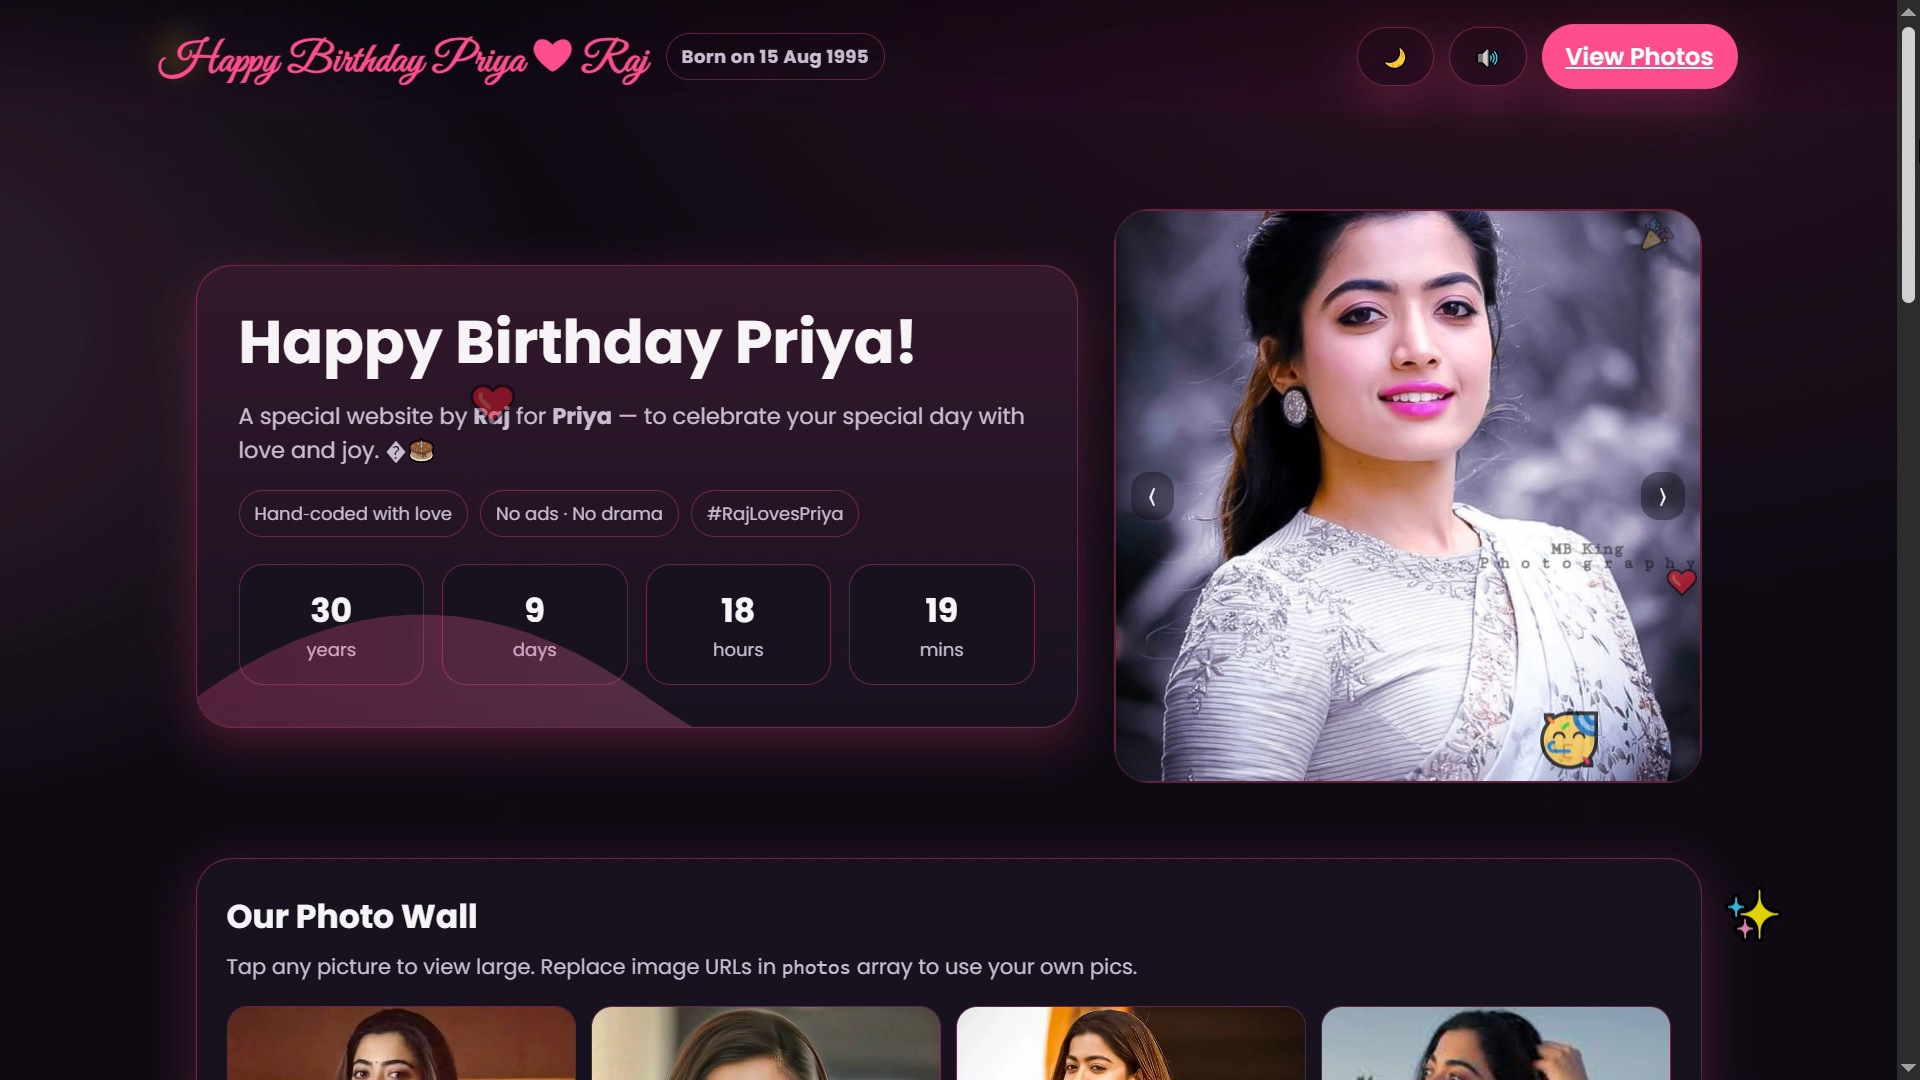 Happy Birthday Priya❤ Raj
Born on 15 Aug 1995
View Photos
Happy Birthday Priya!
A special website by Raj for Priya — to celebrate your special day with
love and joy. �🎂
Hand-coded with love
No ads · No drama
#RajLovesPriya
30
years
9
days
18
hours
19
mins
MB King
Photography
Our Photo Wall
Tap any picture to view large. Replace image URLs in photos array to use your own pics.